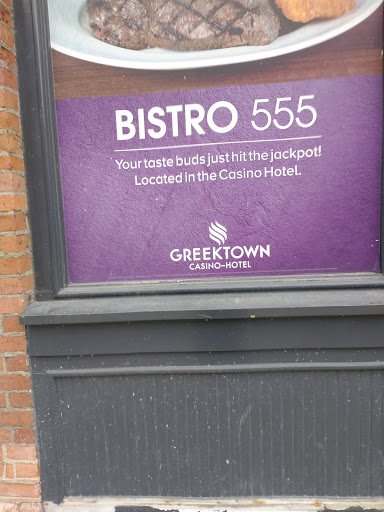 BISTRO 555
Your taste buds just hit the jackpot!
Located in the Casino Hotel.
GREEKTOWN
CASINO-HOTEL